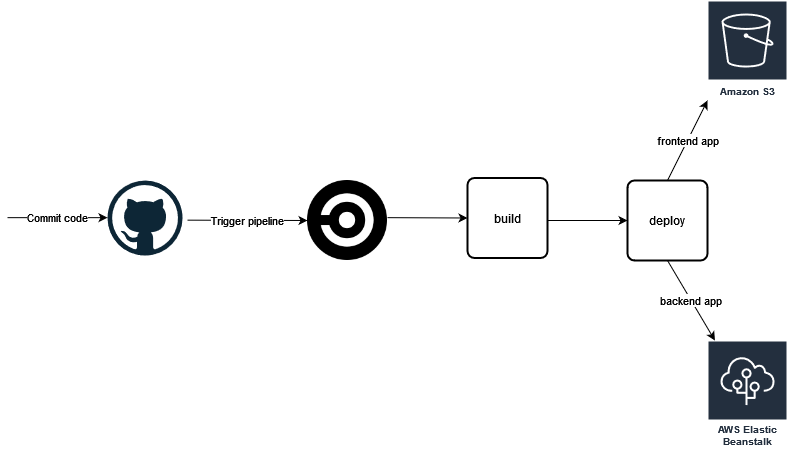 Amazon S3
frontend app
Commit code
Trigger pipeline
build
deploy
backend app
AWS Elastic
Beanstalk